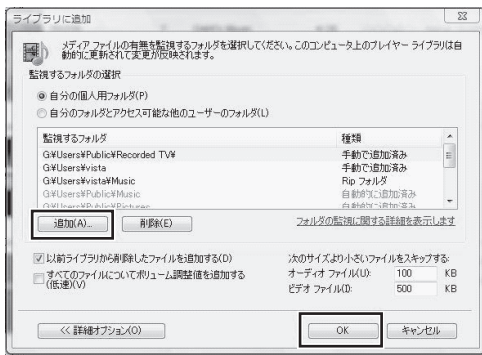 ライブラリに追加
メディア ファイルの有無を監視するフォルダを選択してください。このコンピュータ上のプレイヤー ライブラリは自
動的に更新されて変更が反映されます。
監視するフォルダの選択
自分の個人用フォルダ(P)
自分のフォルダとアクセス可能な他のユーザーのフォルダ(L)
監視するフォルダ 種類
G:¥Users¥Public¥Recorded TV¥ 手動で追加済み
G:¥Users¥vista 手動で追加済み
G:¥Users¥vista¥Music Rip フォルダ
G:¥Users¥Public¥Music 自動的に追加済み
G:¥Users¥Public¥Pictures 自動的に追加済み
追加(A)... 削除(E) フォルダの監視に関する詳細を表示します
以前ライブラリから削除したファイルを追加する(D) 次のサイズより小さいファイルをスキップする:
すべてのファイルについてボリューム調整値を追加する オーディオ ファイル(U): 100 KB
(低速)(V) ビデオ ファイル(I): 500 KB
<< 詳細オプション(O) OK キャンセル